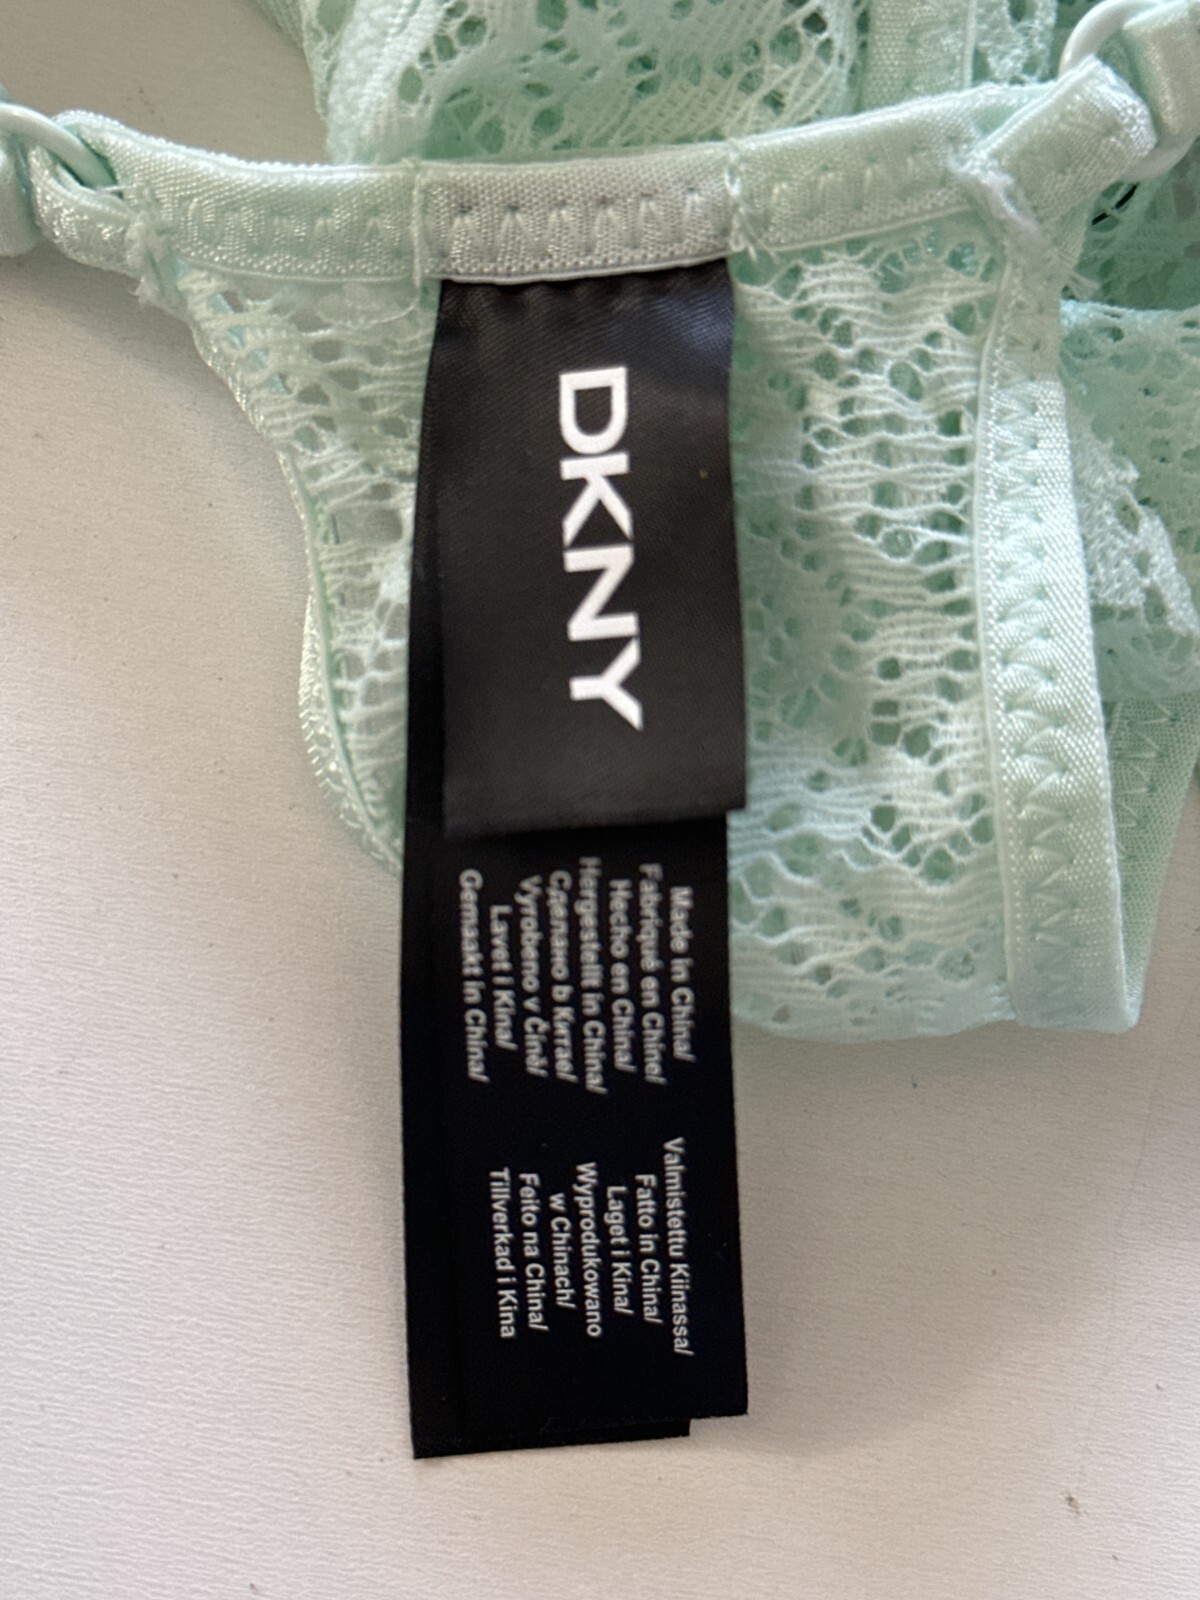 DKNY
Made in China/
Fabriqué en Chine/
Hecho en China/
Hergestellt in China/
Сделано в Китае/
Vyrobeno v Číně/
Lavet i Kina/
Gemaakt in China/
Valmistettu Kiinassa/
Fatto in China/
Laget i Kina/
Wyprodukowano
w Chinach/
Feito na China/
Tillverkad i Kina